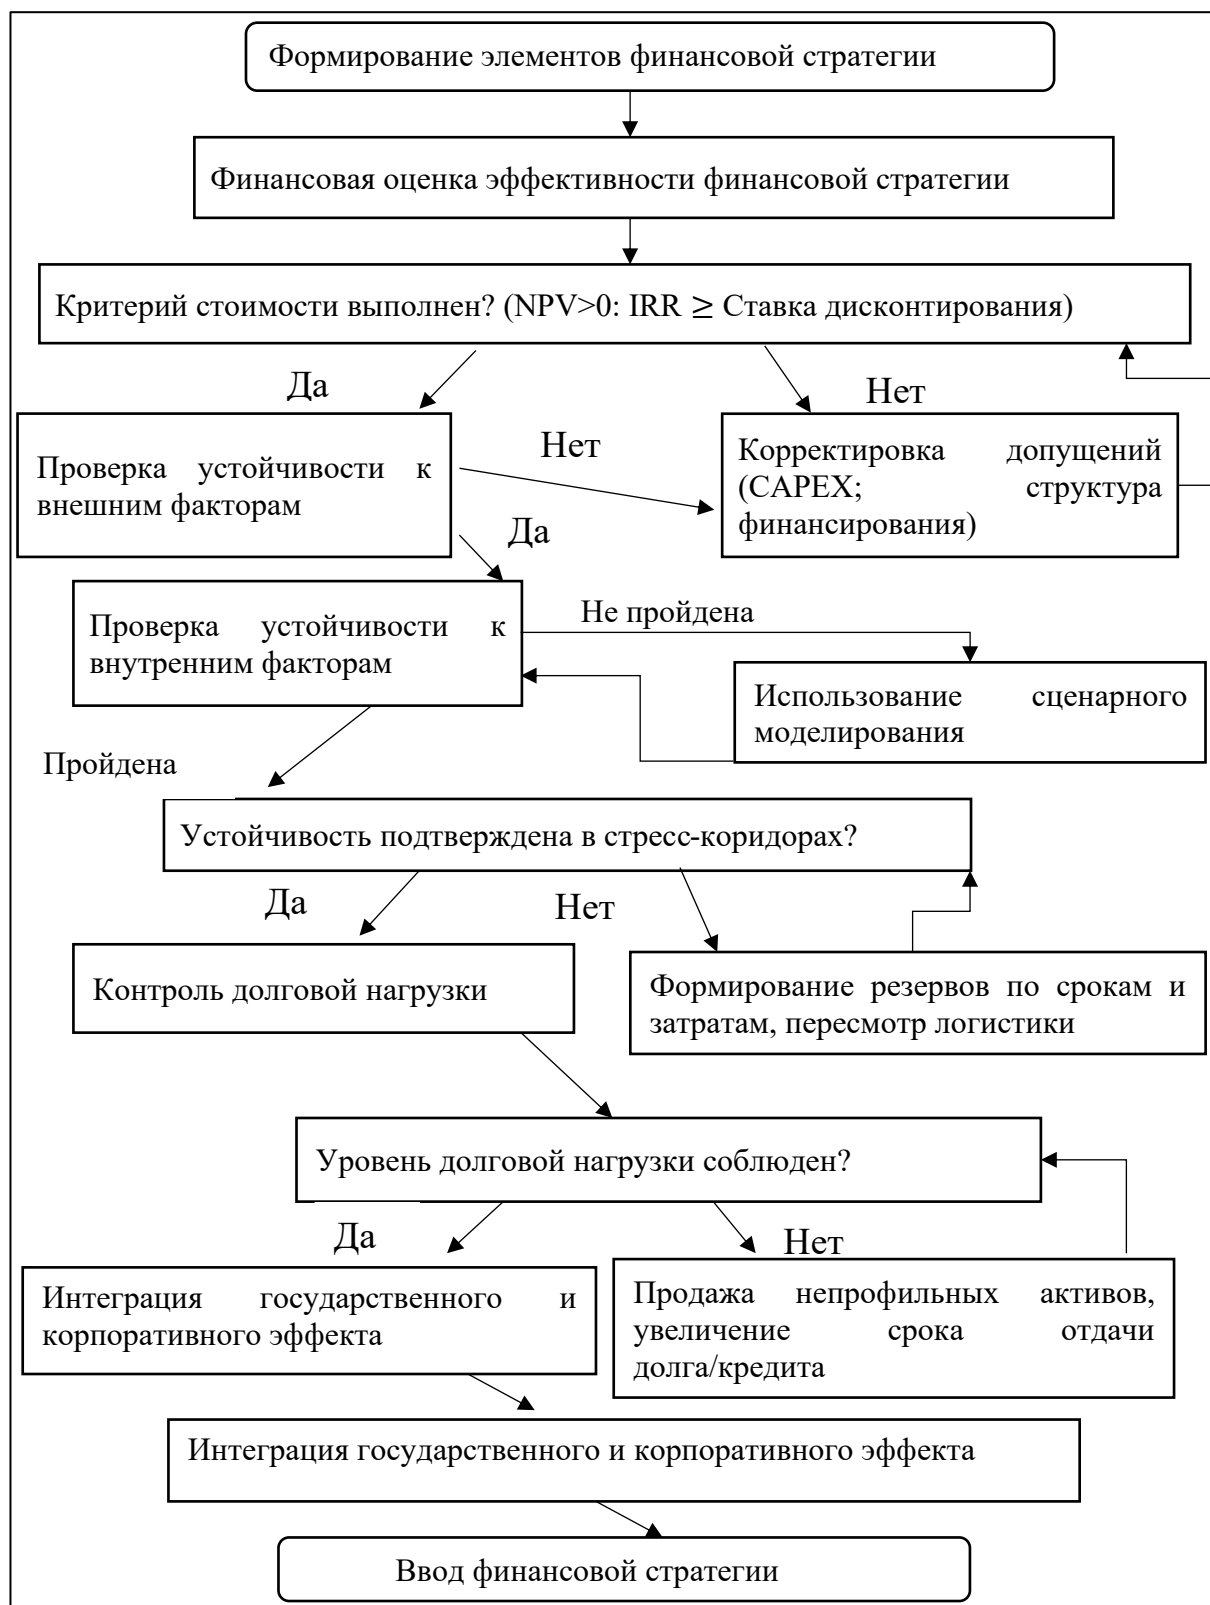 Формирование элементов финансовой стратегии
Финансовая оценка эффективности финансовой стратегии
Критерий стоимости выполнен? (NPV>0: IRR ≥ Ставка дисконтирования)
Да
Нет
Проверка устойчивости к
внешним факторам
Нет
Корректировка допущений
(CAPEX; структура
финансирования)
Да
Проверка устойчивости к
внутренним факторам
Не пройдена
Использование сценарного
моделирования
Пройдена
Устойчивость подтверждена в стресс-коридорах?
Да
Нет
Контроль долговой нагрузки
Формирование резервов по срокам и
затратам, пересмотр логистики
Уровень долговой нагрузки соблюден?
Да
Нет
Интеграция государственного и
корпоративного эффекта
Продажа непрофильных активов,
увеличение срока отдачи
долга/кредита
Интеграция государственного и корпоративного эффекта
Ввод финансовой стратегии